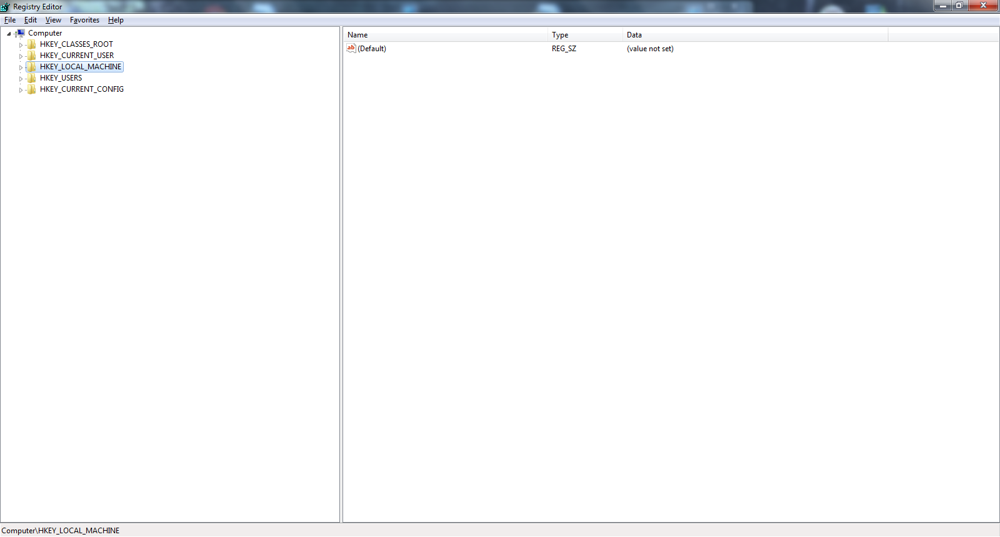 Registry Editor
File Edit View Favorites Help
Computer
HKEY_CLASSES_ROOT
HKEY_CURRENT_USER
HKEY_LOCAL_MACHINE
HKEY_USERS
HKEY_CURRENT_CONFIG
Name Type Data
ab (Default) REG_SZ (value not set)
Computer\HKEY_LOCAL_MACHINE